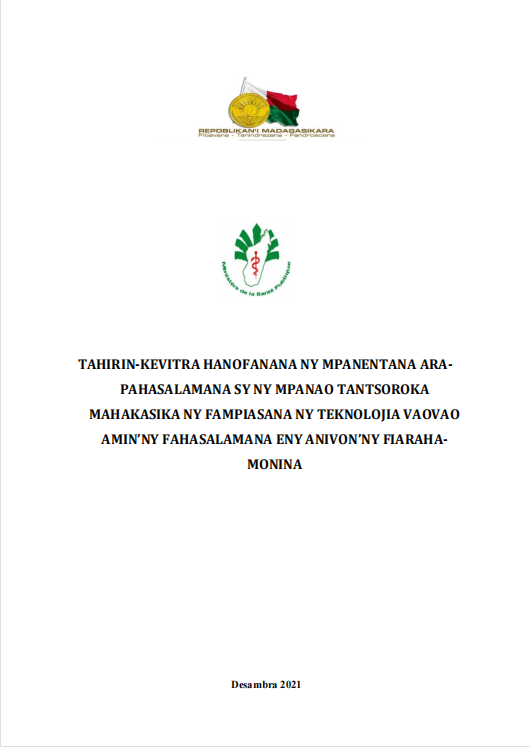 REPOBLIKAN'I MADAGASIKARA
Fitiavana - Tanindrazana - Fandrosoana
Ministère de la Santé Publique
TAHIRIN-KEVITRA HANOFANANA NY MPANENTANA ARA-
PAHASALAMANA SY NY MPANAO TANTSOROKA
MAHAKASIKA NY FAMPIASANA NY TEKNOLOJIA VAOVAO
AMIN’NY FAHASALAMANA ENY ANIVON’NY FIARAHA-
MONINA
Desambra 2021